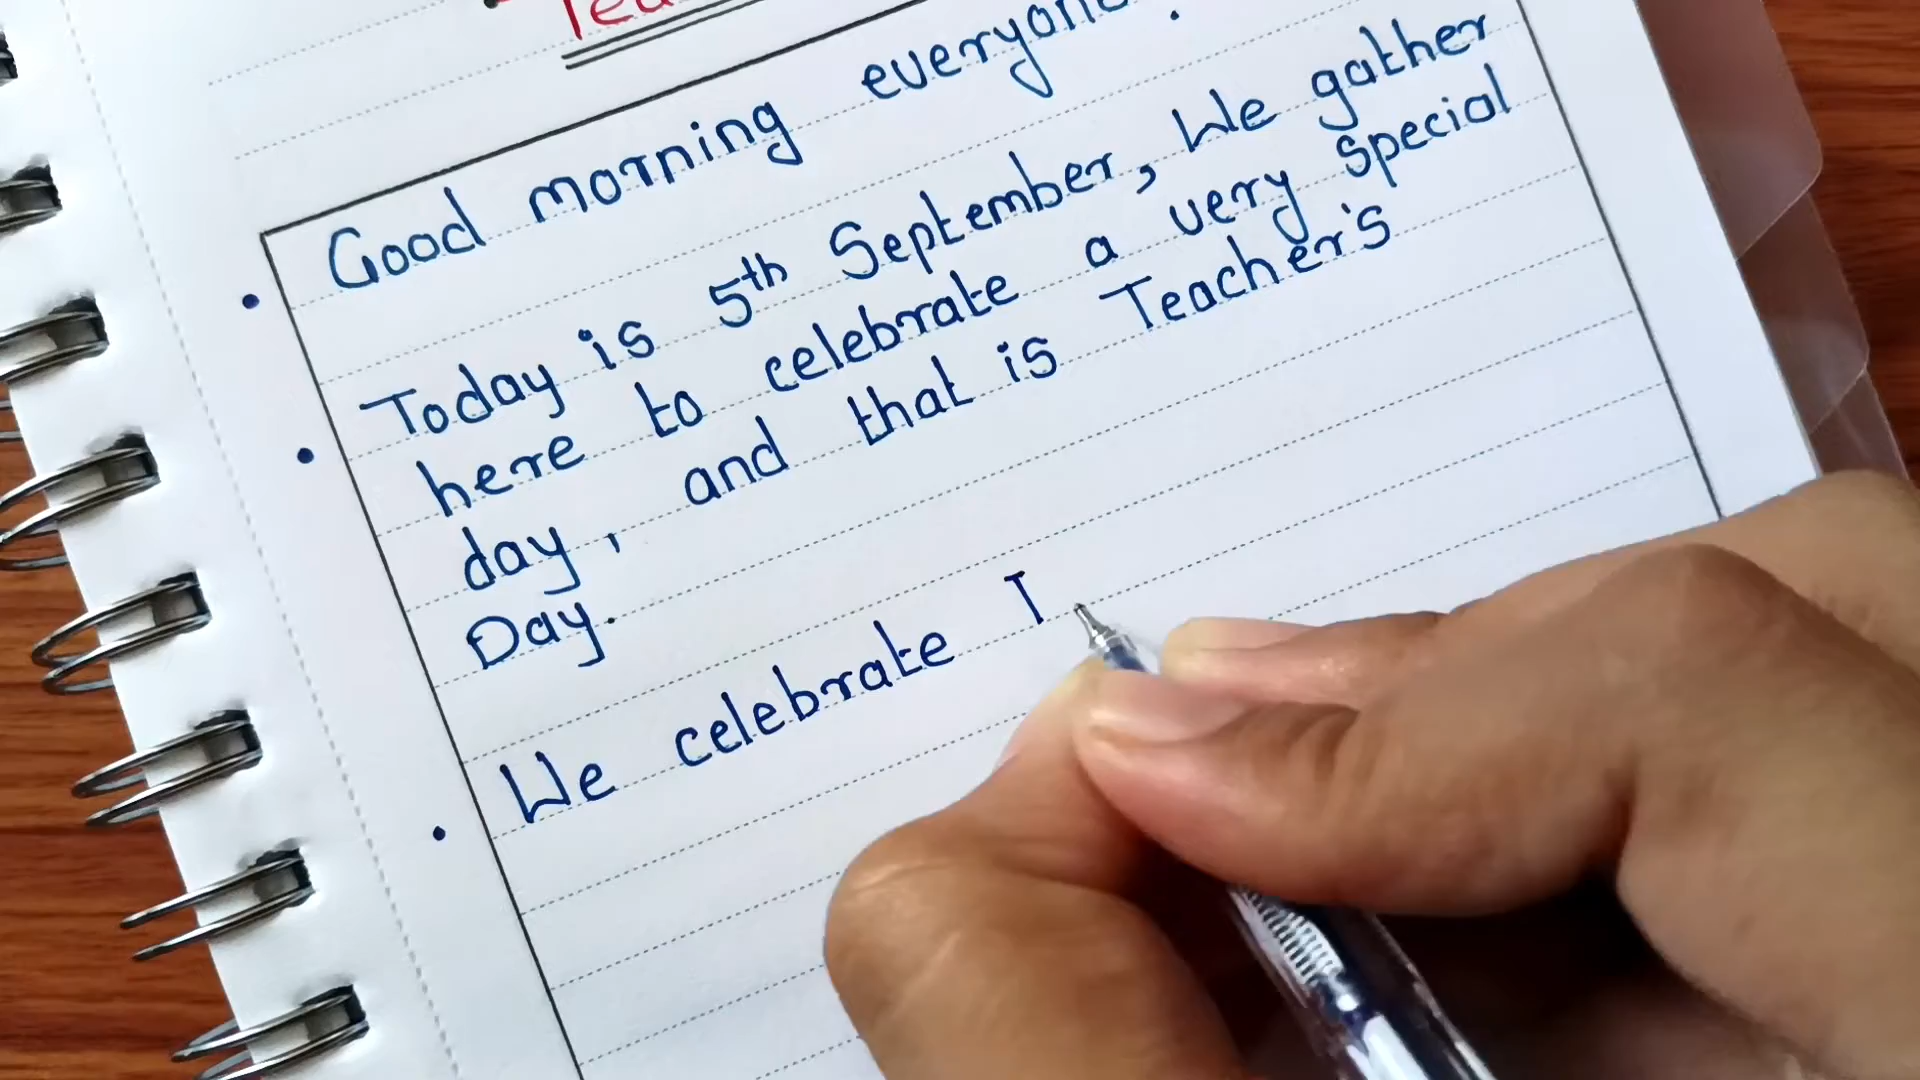 Good morning everyone.
Today is 5th September, We gather
here to celebrate a very special
day, and that is Teacher's
Day.
We celebrate T